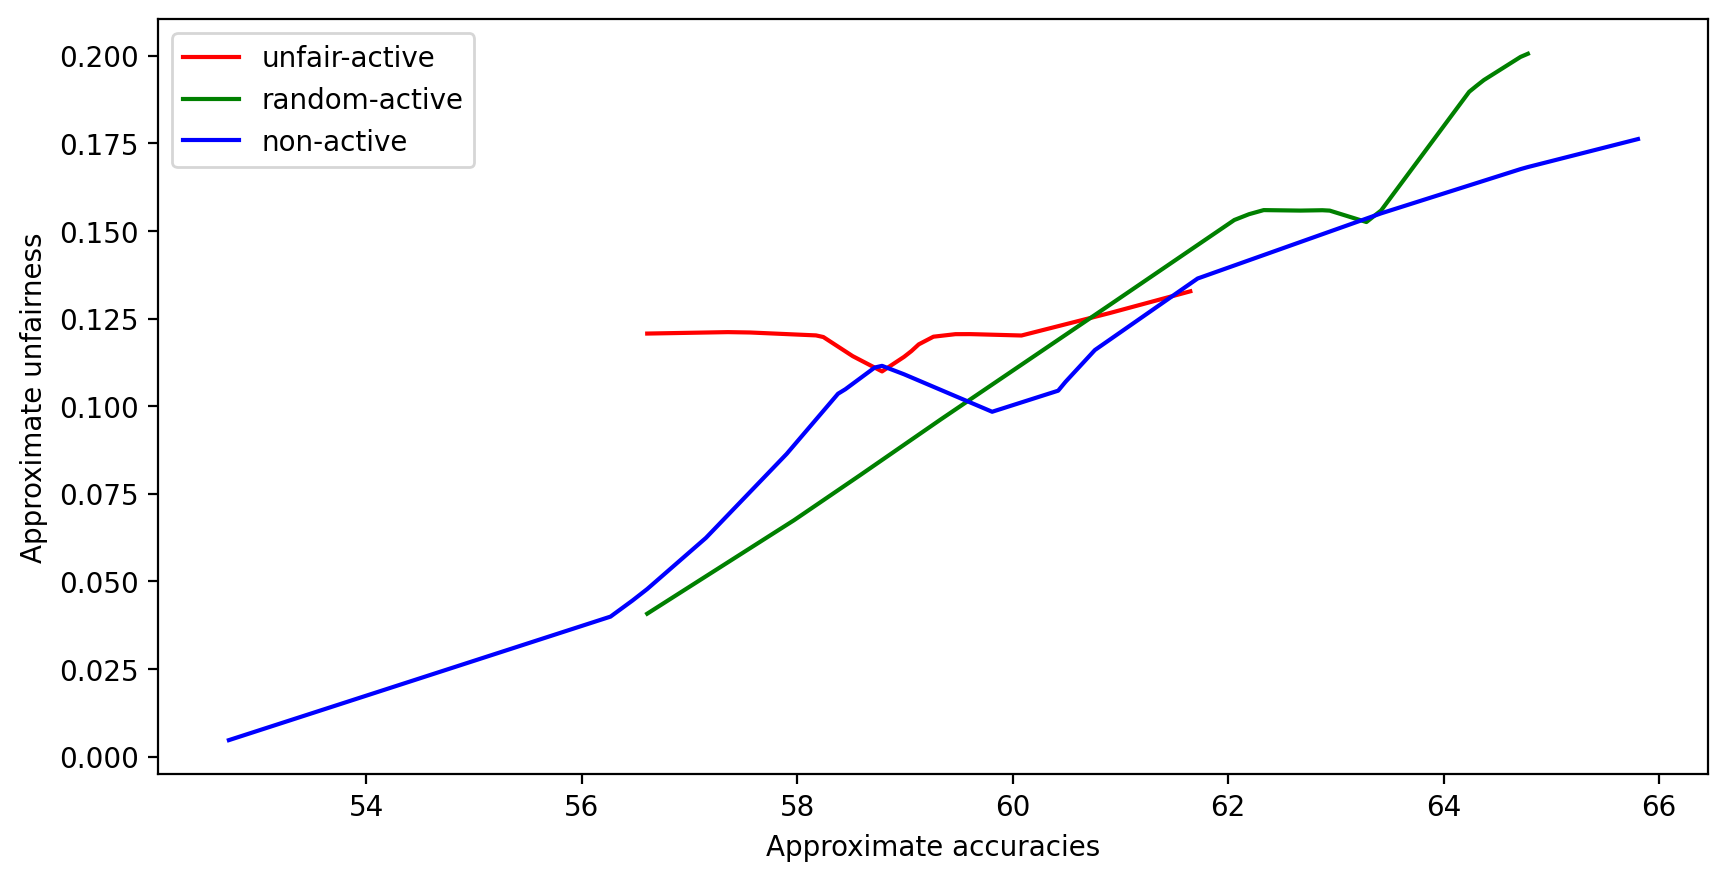 unfair-active
random-active
non-active
Approximate unfairness
0.200
0.175
0.150
0.125
0.100
0.075
0.050
0.025
0.000
54 56 58 60 62 64 66
Approximate accuracies